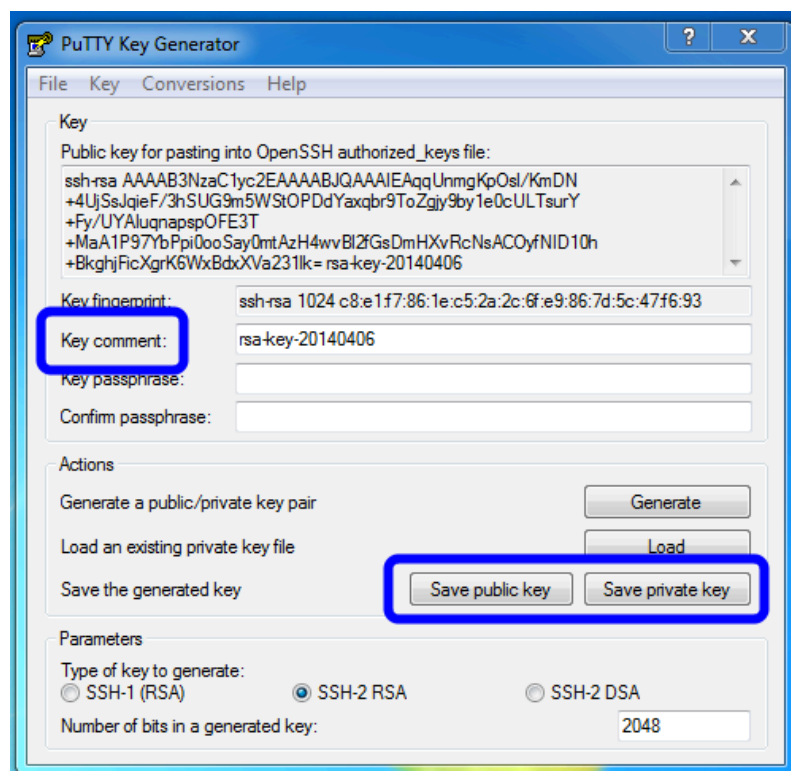 PuTTY Key Generator
File Key Conversions Help
Key
Public key for pasting into OpenSSH authorized_keys file:
ssh-rsa AAAAB3NzaC1yc2EAAAABJQAAAIEAqqUnmgKpOsI/KmDN
+4UjSsJqieF/3hSUG9m5WStOPDdYaxqbr9ToZgjy9by1e0cULTsurY
+Fy/UYAluqnapspOFE3T
+MaA1P97YbPpi0ooSay0mtAzH4wvBl2fGsDmHXvRcNsACOyfNID10h
+BkghjFicXgrK6WxBdxXVa231lk= rsa-key-20140406
Key fingerprint: ssh-rsa 1024 c8:e1:f7:86:1e:c5:2a:2c:6f:e9:86:7d:5c:47:f6:93
Key comment: rsa-key-20140406
Key passphrase:
Confirm passphrase:
Actions
Generate a public/private key pair Generate
Load an existing private key file Load
Save the generated key Save public key Save private key
Parameters
Type of key to generate:
SSH-1 (RSA) SSH-2 RSA SSH-2 DSA
Number of bits in a generated key: 2048